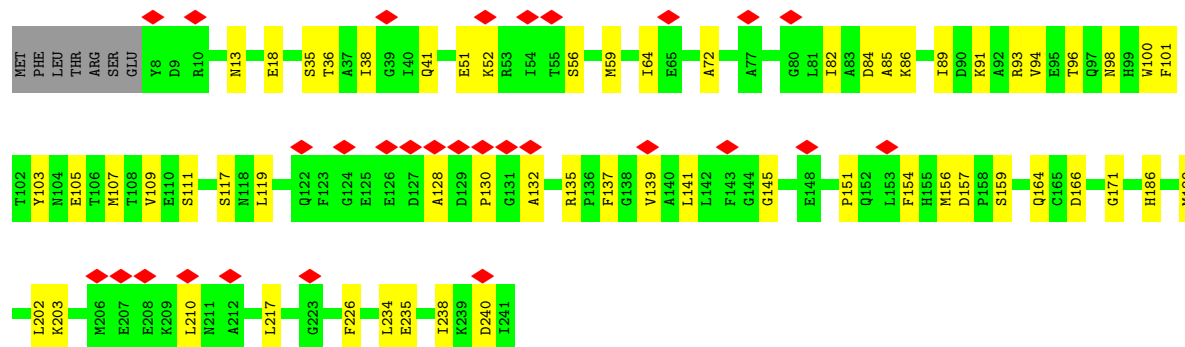 MET PHE LEU THR ARG SER GLU Y8 D9 R10 N13 E18 S35 T36 A37 I38 G39 I40 Q41 E51 K52 R53 I54 T55 S56 M59 I64 E65 A72 A77 G80 L81 I82 A83 D84 A85 K86 I89 D90 K91 A92 R93 V94 E95 T96 Q97 N98 H99 W100 F101
T102 Y103 N104 E105 T106 M107 T108 V109 E110 S111 S117 N118 L119 Q122 F123 G124 E125 E126 D127 A128 D129 P130 G131 A132 R135 P136 F137 G138 V139 A140 L141 L142 F143 G144 G145 E148 P151 Q152 L153 F154 H155 M156 D157 P158 S159 Q164 C165 D166 G171 H186
L202 K203 M206 E207 E208 K209 L210 N211 A212 L217 G223 F226 L234 E235 I238 K239 D240 I241